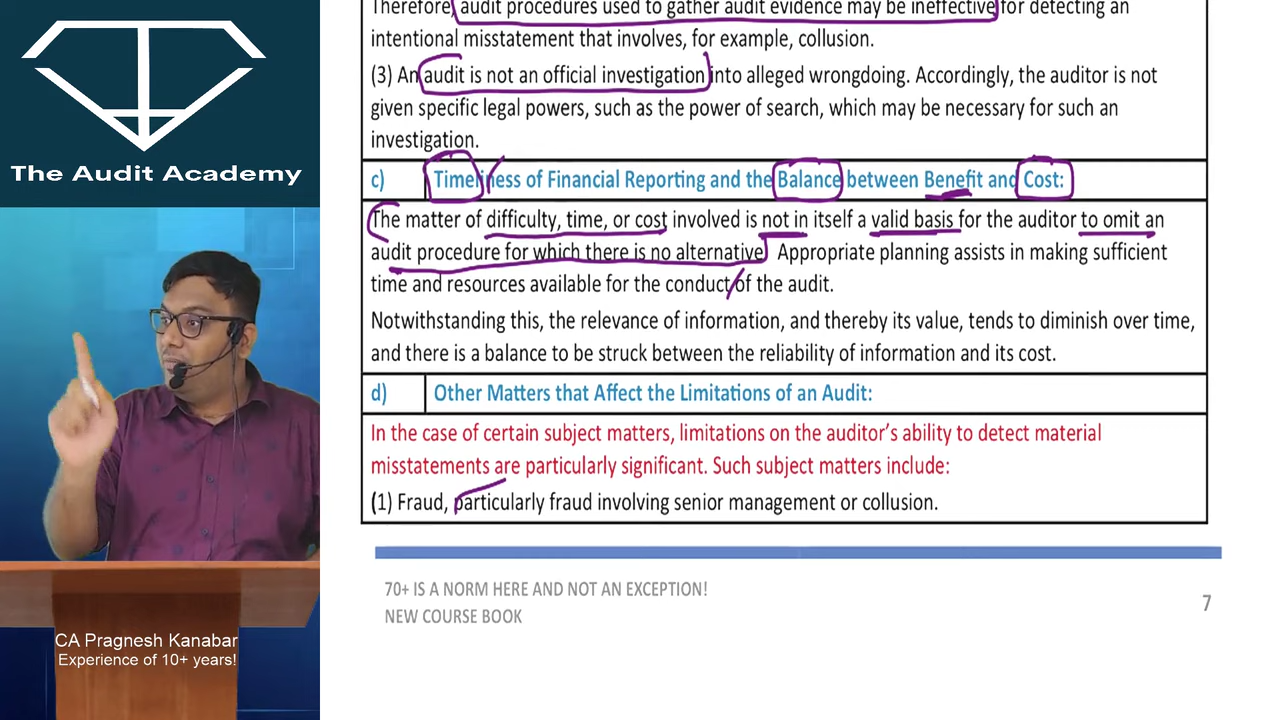 Therefore, audit procedures used to gather audit evidence may be ineffective for detecting an
intentional misstatement that involves, for example, collusion.
(3) An audit is not an official investigation into alleged wrongdoing. Accordingly, the auditor is not
given specific legal powers, such as the power of search, which may be necessary for such an
investigation.
The Audit Academy
c) Timeliness of Financial Reporting and the Balance between Benefit and Cost:
The matter of difficulty, time, or cost involved is not in itself a valid basis for the auditor to omit an
audit procedure for which there is no alternative. Appropriate planning assists in making sufficient
time and resources available for the conduct of the audit.
Notwithstanding this, the relevance of information, and thereby its value, tends to diminish over time,
and there is a balance to be struck between the reliability of information and its cost.
d) Other Matters that Affect the Limitations of an Audit:
In the case of certain subject matters, limitations on the auditor's ability to detect material
misstatements are particularly significant. Such subject matters include:
(1) Fraud, particularly fraud involving senior management or collusion.
70+ IS A NORM HERE AND NOT AN EXCEPTION!
NEW COURSE BOOK
7
CA Pragnesh Kanabar
Experience of 10+ years!